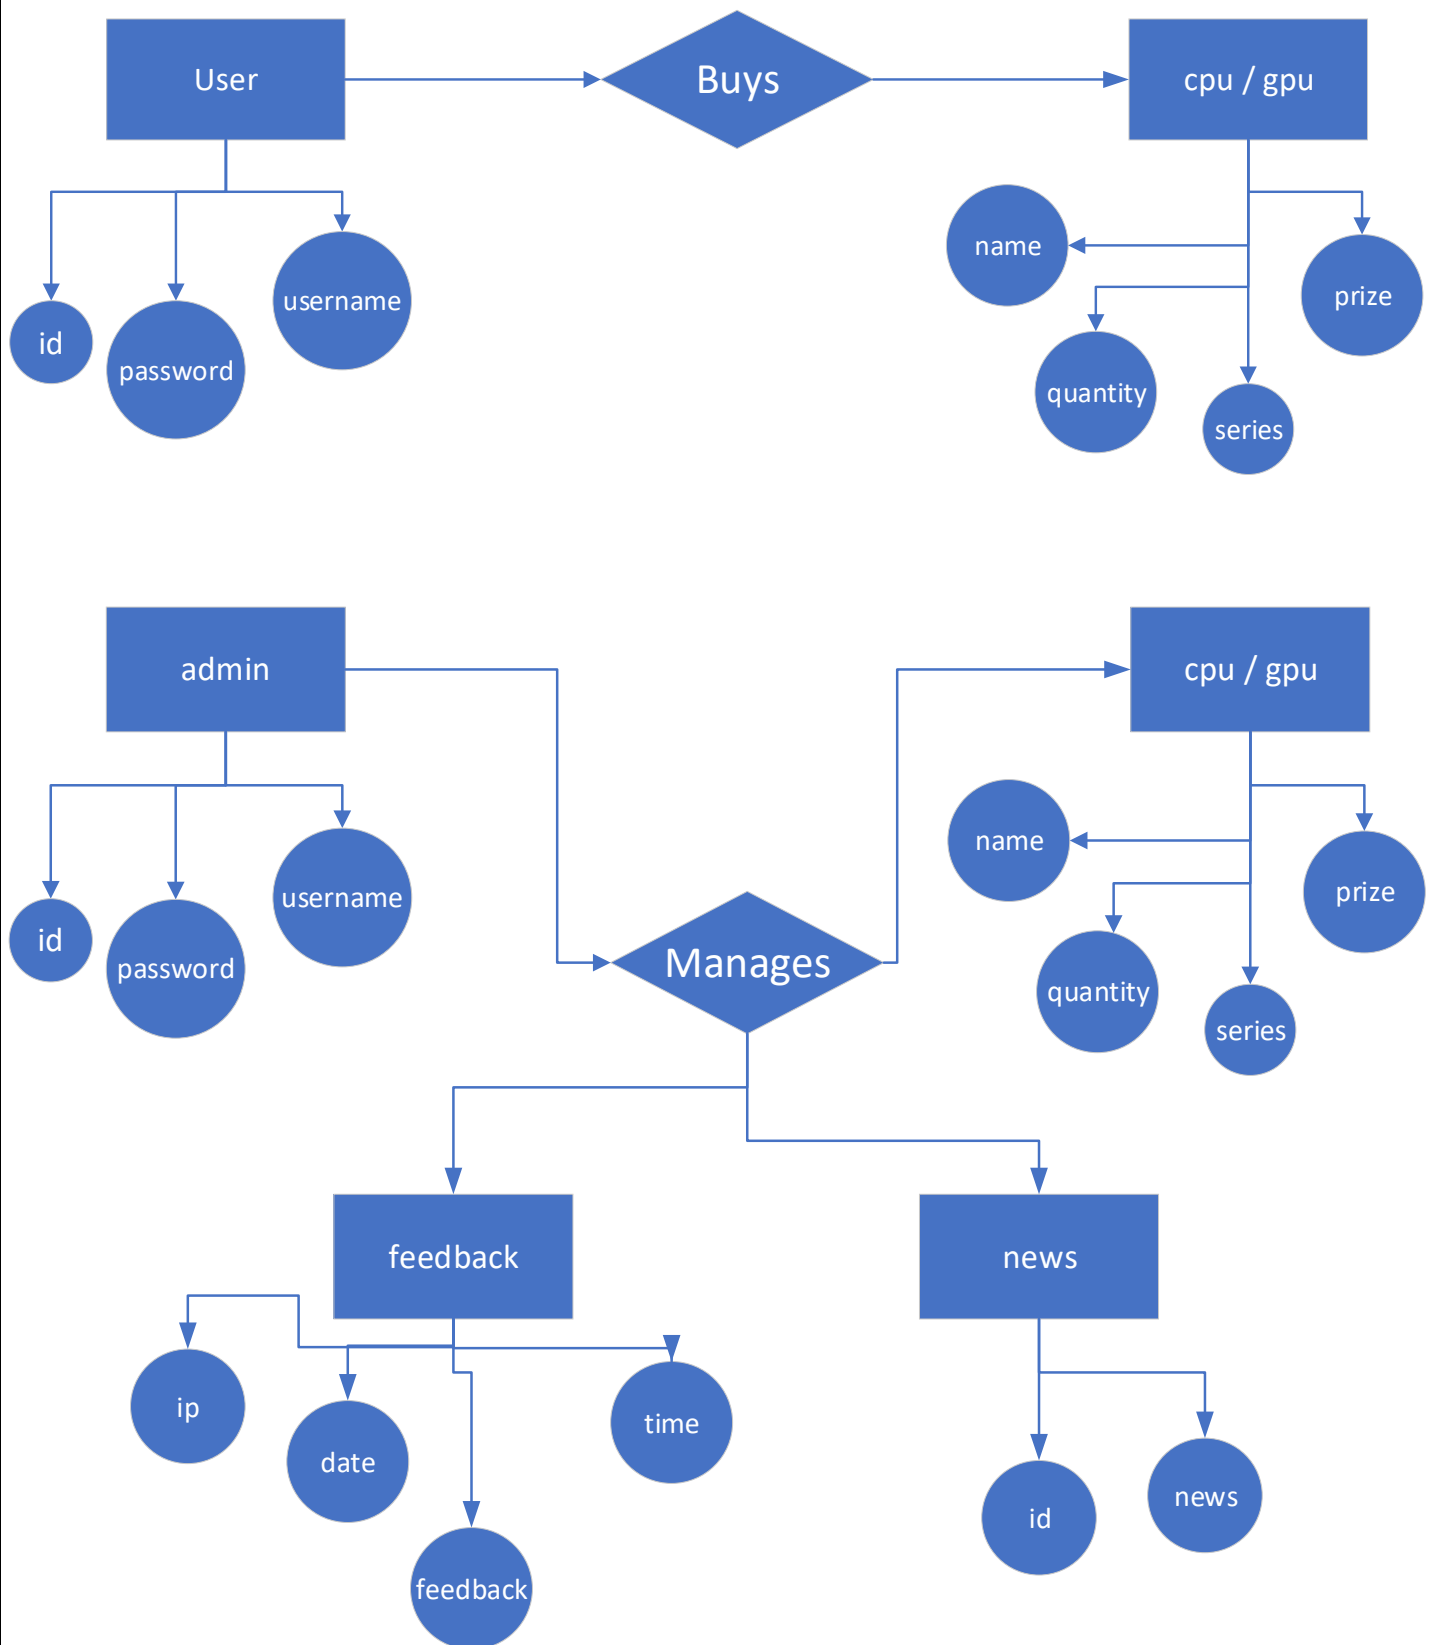 User
Buys
cpu / gpu
id
password
username
name
quantity
series
prize
admin
cpu / gpu
id
password
username
Manages
name
quantity
series
prize
feedback
news
ip
date
feedback
time
id
news